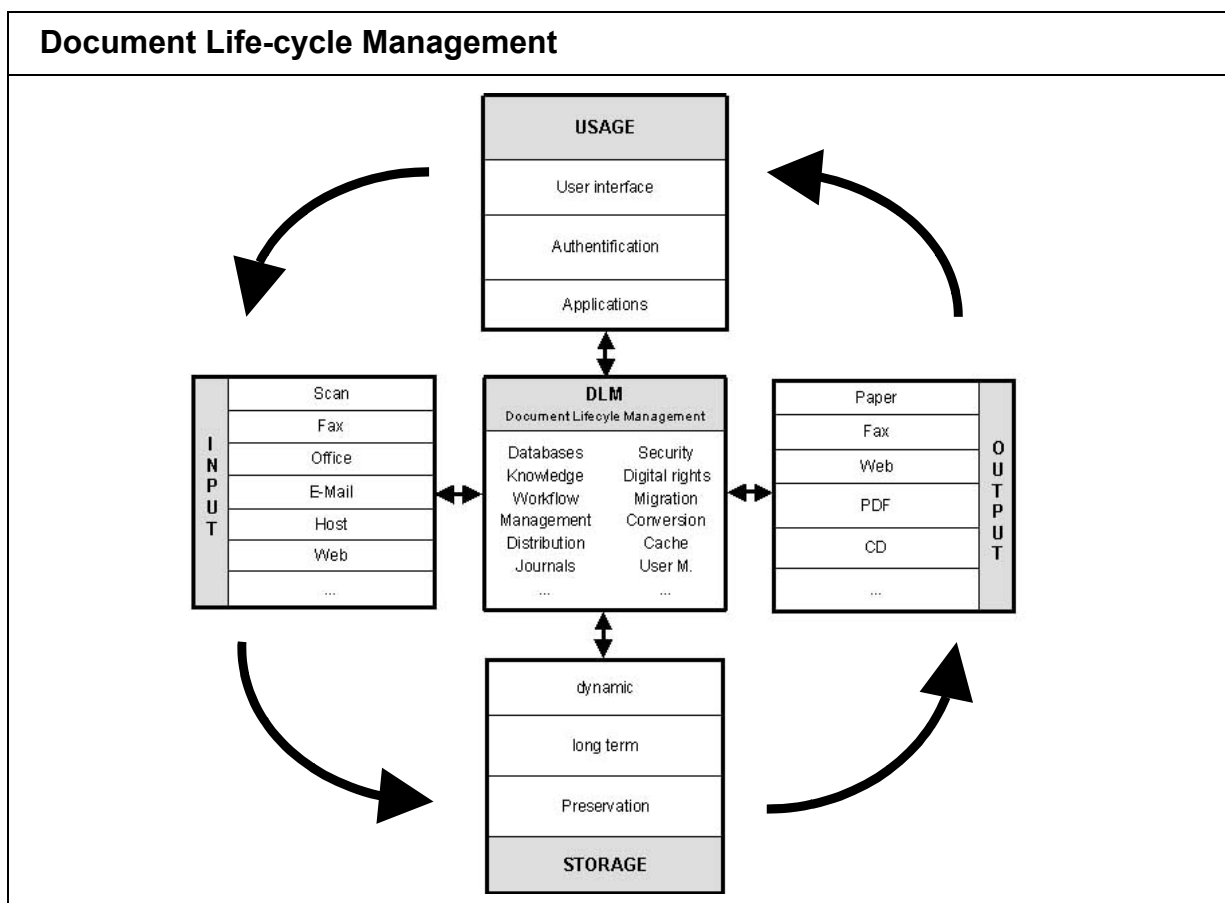 Document Life-cycle Management
USAGE
User interface
Authentification
Applications
INPUT
Scan
Fax
Office
E-Mail
Host
Web
...
DLM
Document Lifecyle Management
Databases Security
Knowledge Digital rights
Workflow Migration
Management Conversion
Distribution Cache
Journals User M.
... ...
Paper
Fax
Web
PDF
CD
...
OUTPUT
dynamic
long term
Preservation
STORAGE